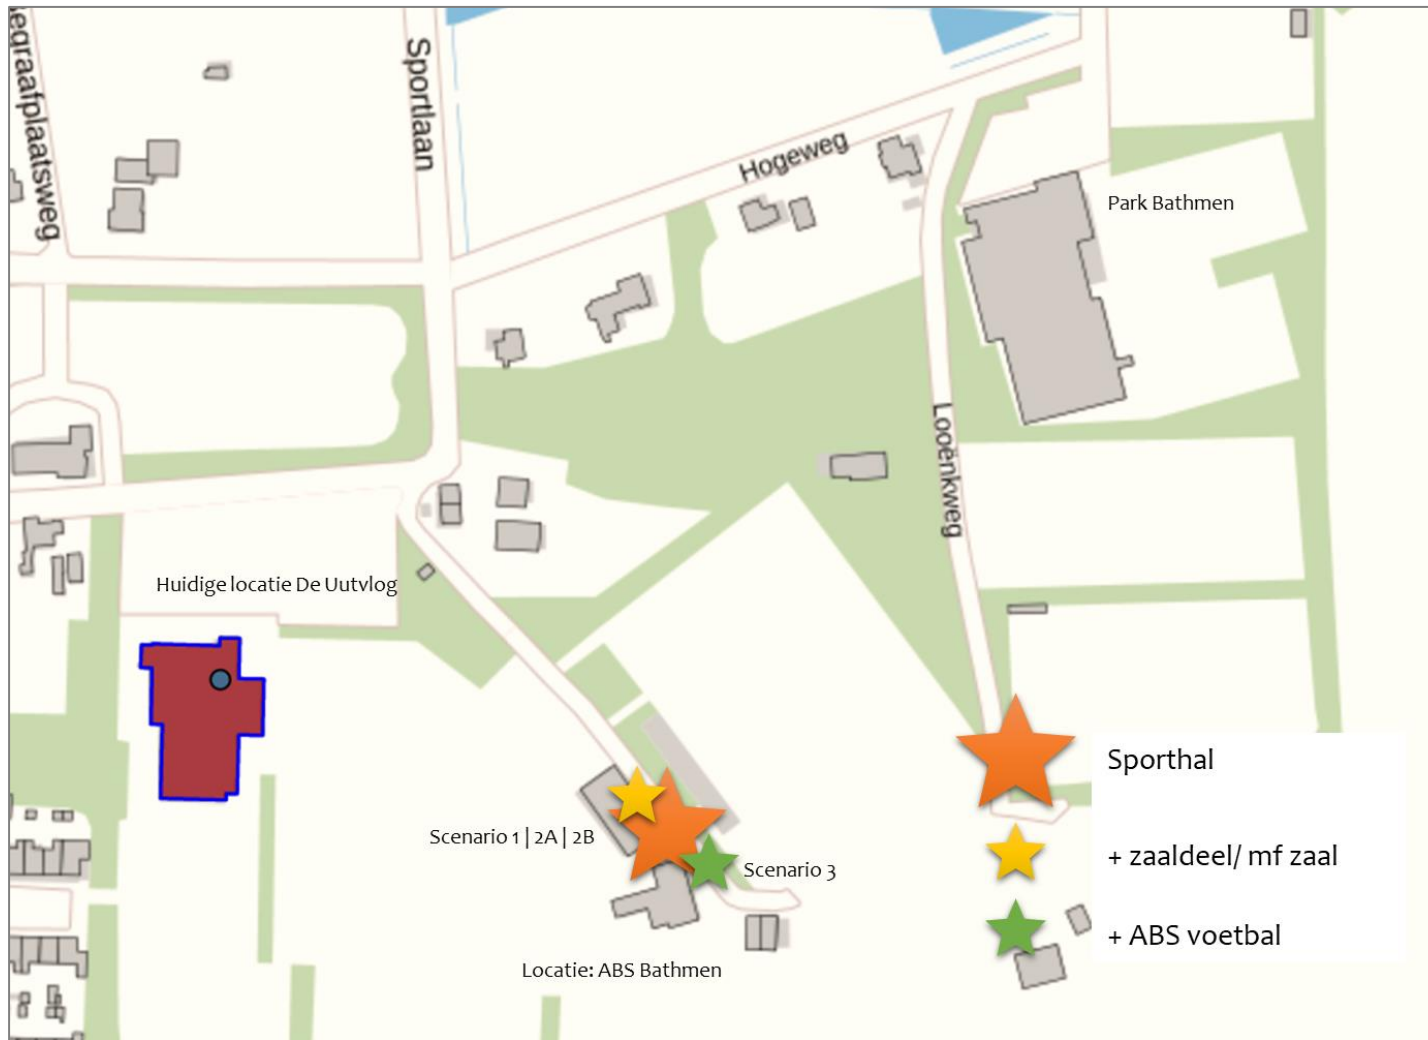 Begraafplaatsweg
Sportlaan
Hogeweg
Park Bathmen
Looënkweg
Huidige locatie De Uutvlog
Sporthal
Scenario 1 | 2A | 2B
+ zaaldeel/ mf zaal
Scenario 3
+ ABS voetbal
Locatie: ABS Bathmen